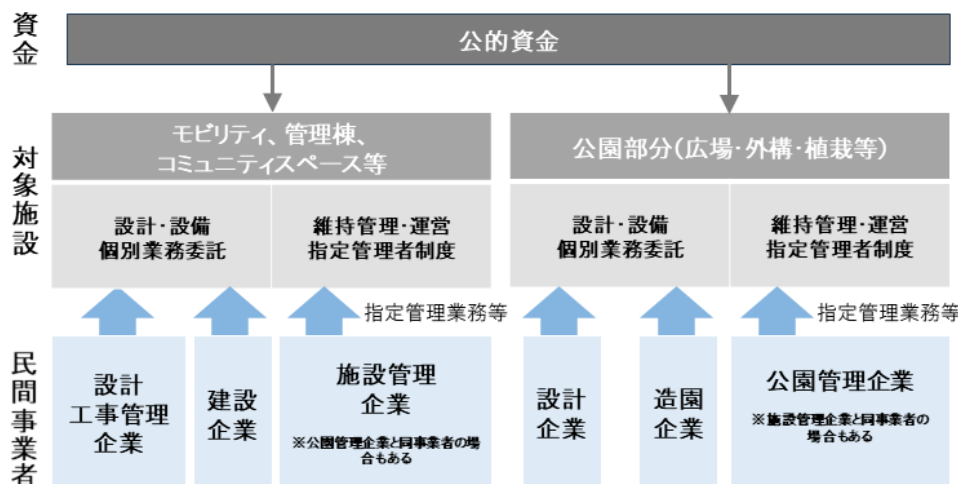 資金
公的資金
対象施設
モビリティ、管理棟、
コミュニティスペース等
公園部分(広場・外構・植栽等)
設計・設備
個別業務委託
維持管理・運営
指定管理者制度
設計・設備
個別業務委託
維持管理・運営
指定管理者制度
指定管理業務等
指定管理業務等
民間事業者
設計
工事管理
企業
建設
企業
施設管理
企業
※公園管理企業と同事業者の場
合もある
設計
企業
造園
企業
公園管理企業
※施設管理企業と同事業者の
場合もある